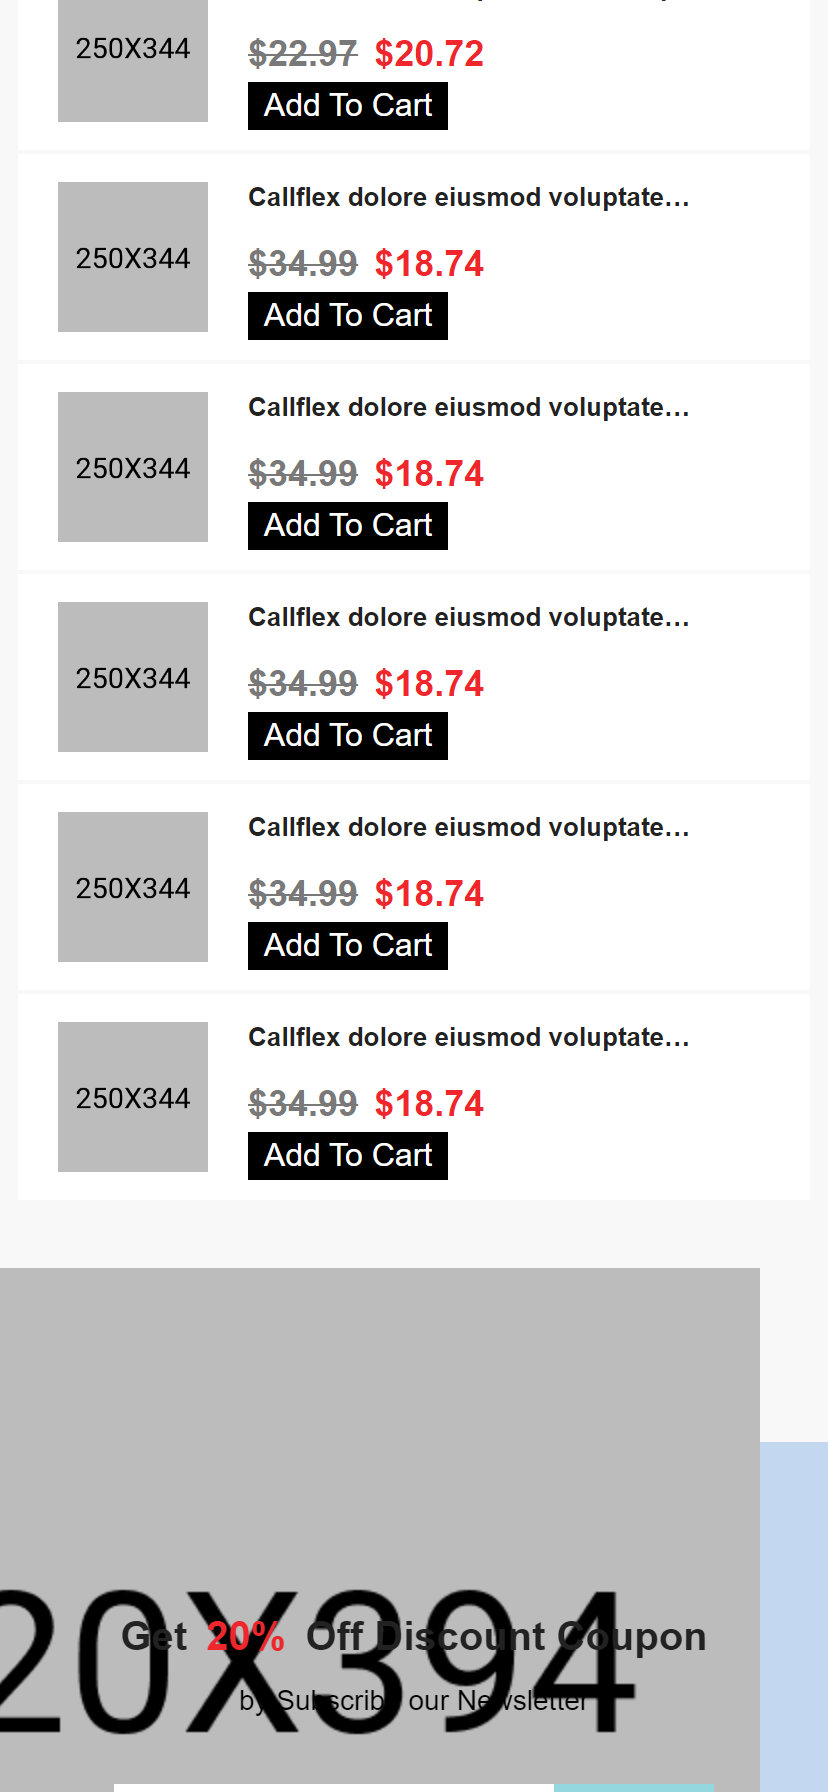 250X344
$22.97 $20.72
Add To Cart
Callflex dolore eiusmod voluptate...
250X344
$34.99 $18.74
Add To Cart
Callflex dolore eiusmod voluptate...
250X344
$34.99 $18.74
Add To Cart
Callflex dolore eiusmod voluptate...
250X344
$34.99 $18.74
Add To Cart
Callflex dolore eiusmod voluptate...
250X344
$34.99 $18.74
Add To Cart
Callflex dolore eiusmod voluptate...
250X344
$34.99 $18.74
Add To Cart
20X394
Get 20% Off Discount Coupon
by Subscribe our Newsletter